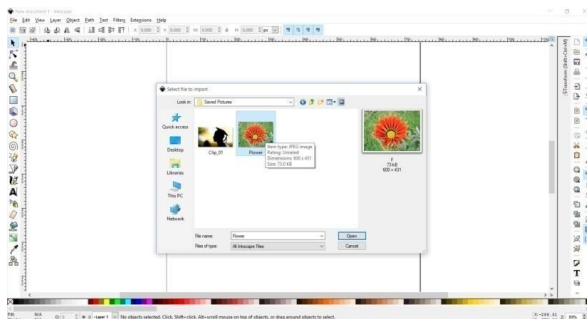 New document 1 - Inkscape
File Edit View Layer Object Path Text Filters Extensions Help
Select file to import
Look in: Saved Pictures
Quick access
Desktop
Libraries
This PC
Network
Clip_01
Flower
Item type: JPEG image
Rating: Unrated
Dimensions: 600 x 431
Size: 73.0 KB
73 kB
600 × 431
File name: Flower
Open
Files of type: All Inkscape Files
Cancel
No objects selected. Click, Shift+click, Alt+scroll mouse on top of objects, or drag around objects to select.